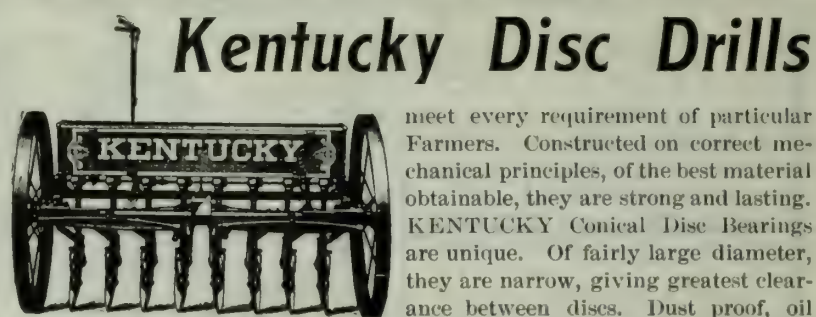 Kentucky Disc Drills
KENTUCKY
meet every requirement of particular
Farmers. Constructed on correct me-
chanical principles, of the best material
obtainable, they are strong and lasting.
KENTUCKY Conical Disc Bearings
are unique. Of fairly large diameter,
they are narrow, giving greatest clear-
ance between discs. Dust proof, oil